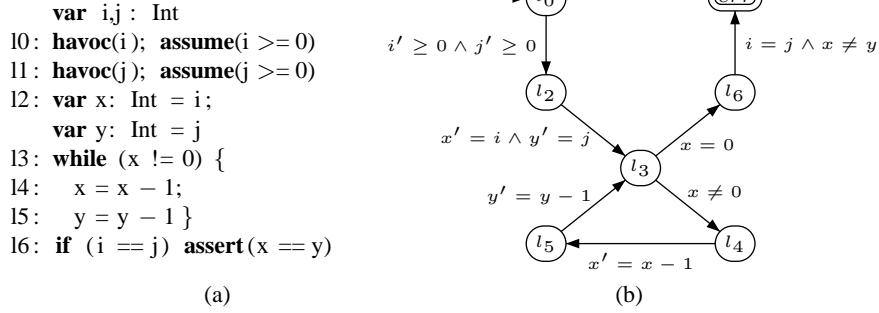 var i,j : Int
l0: havoc(i); assume(i >= 0)
l1: havoc(j); assume(j >= 0)
l2: var x: Int = i;
var y: Int = j
l3: while (x != 0) {
l4: x = x − 1;
l5: y = y − 1 }
l6: if (i == j) assert(x == y)
(a)
l0
err
i′ ≥ 0 ∧ j′ ≥ 0
i = j ∧ x ≠ y
l2
l6
x′ = i ∧ y′ = j
x = 0
l3
y′ = y − 1
x ≠ 0
l5
l4
x′ = x − 1
(b)